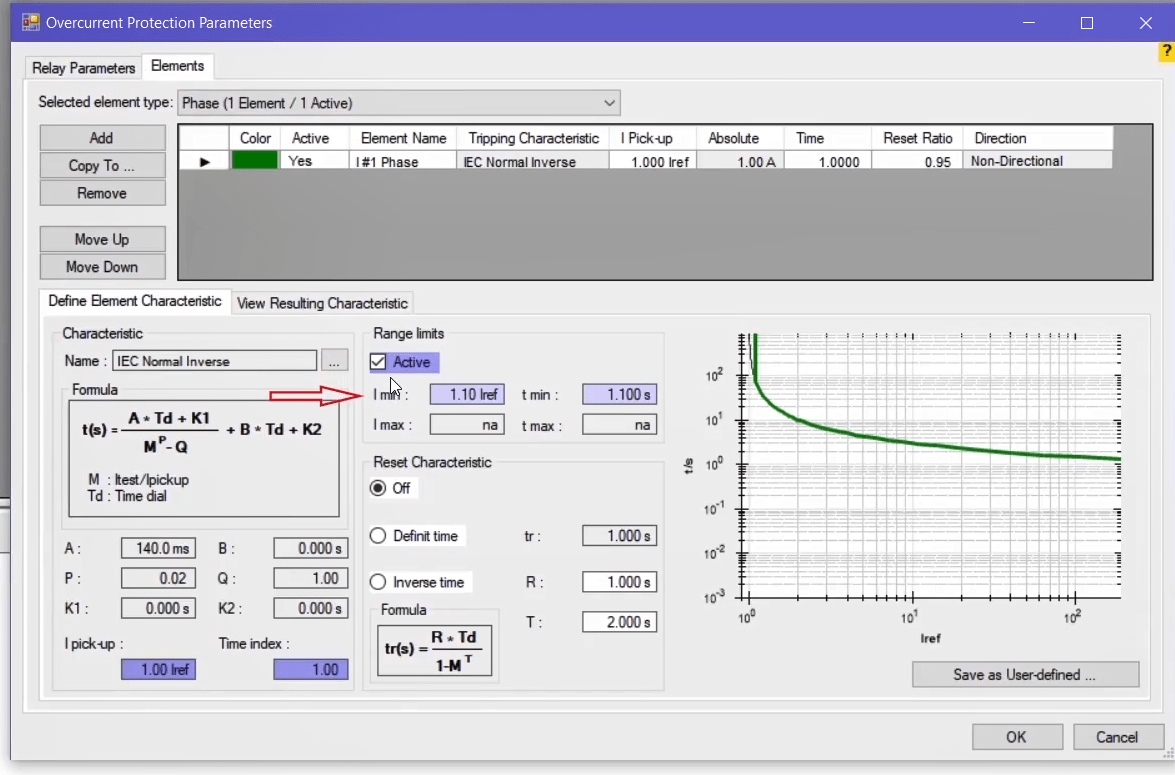 Overcurrent Protection Parameters
?
Relay Parameters Elements
Selected element type: Phase (1 Element / 1 Active)
Add
Copy To ...
Remove
Move Up
Move Down
Color Active Element Name Tripping Characteristic I Pick-up Absolute Time Reset Ratio Direction
Yes I #1 Phase IEC Normal Inverse 1.000 Iref 1.00 A 1.0000 0.95 Non-Directional
Define Element Characteristic View Resulting Characteristic
Characteristic
Name : IEC Normal Inverse ...
Formula
t(s) = A * Td + K1 / M^P - Q + B * Td + K2
M : Itest/Ipickup
Td : Time dial
A : 140.0 ms B : 0.000 s
P : 0.02 Q : 1.00
K1 : 0.000 s K2 : 0.000 s
I pick-up : Time index :
1.00 Iref 1.00
Range limits
Active
I min : 1.10 Iref t min : 1.100 s
I max : na t max : na
Reset Characteristic
Off
Definit time tr : 1.000 s
Inverse time R : 1.000 s
Formula
tr(s) = R * Td / 1-M^T
T : 2.000 s
t/s
10^2
10^1
10^0
10^-1
10^-2
10^-3
10^0 10^1 10^2
Iref
Save as User-defined ...
OK Cancel